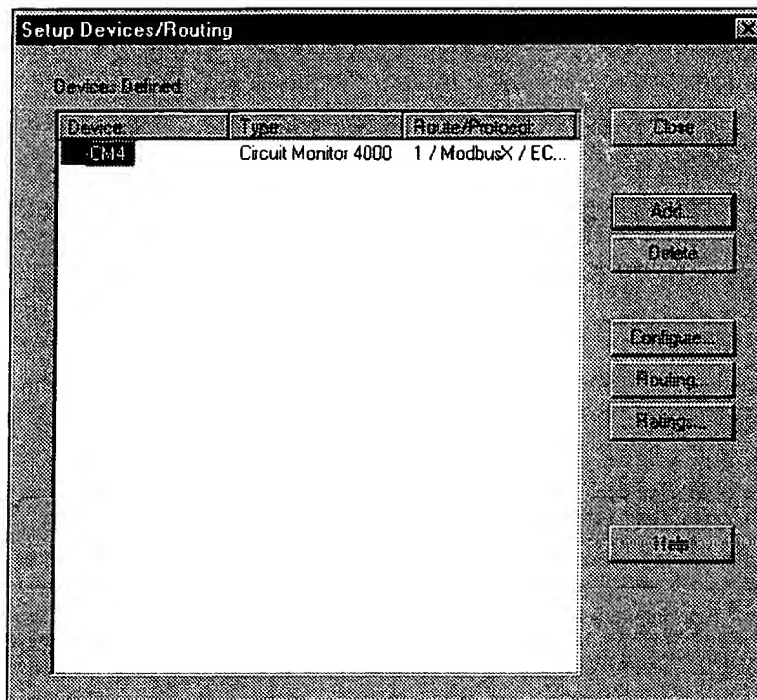 Setup Devices/Routing
Devices Defined:
Device: Type: Route/Protocol:
CM4 Circuit Monitor 4000 1 / ModbusX / EC...
Close
Add...
Delete
Configure...
Routing...
Ratings...
Help